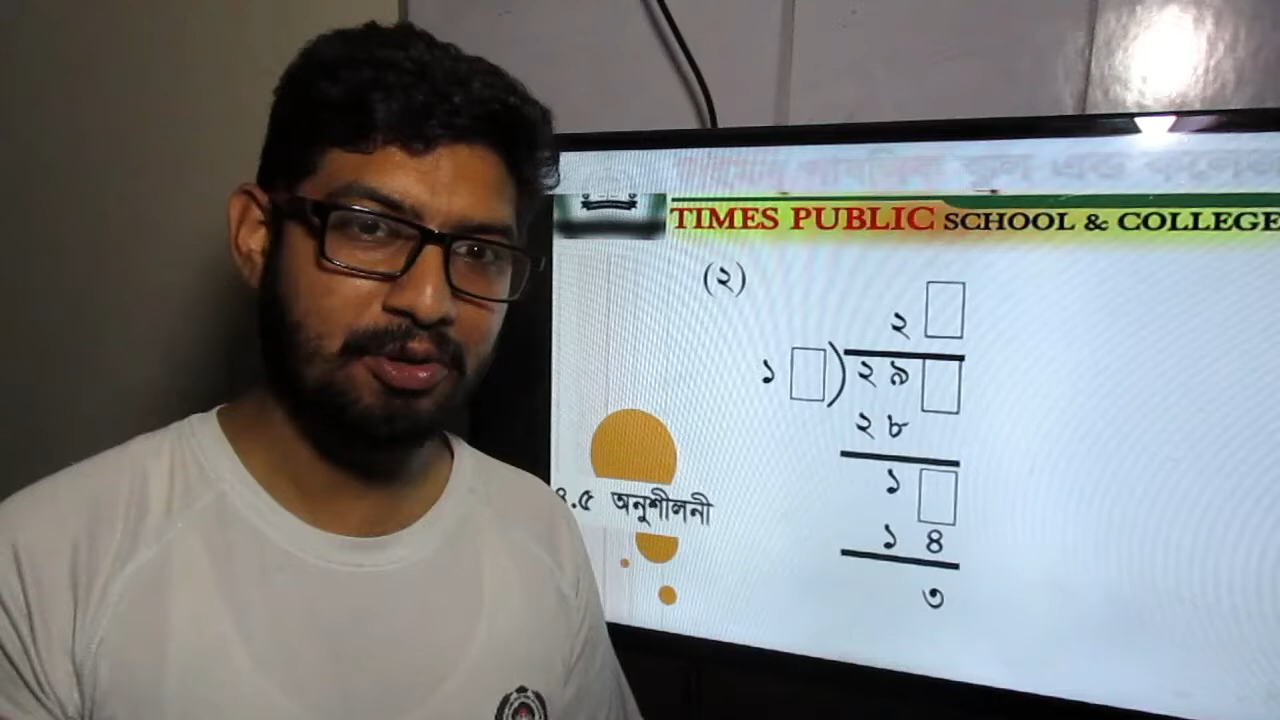 TIMES PUBLIC SCHOOL & COLLEGE
(২)
২ □
১ □ ) ২ ৯ □
২ ৮
১ □
৪.৫ অনুশীলনী
১ ৪
৩